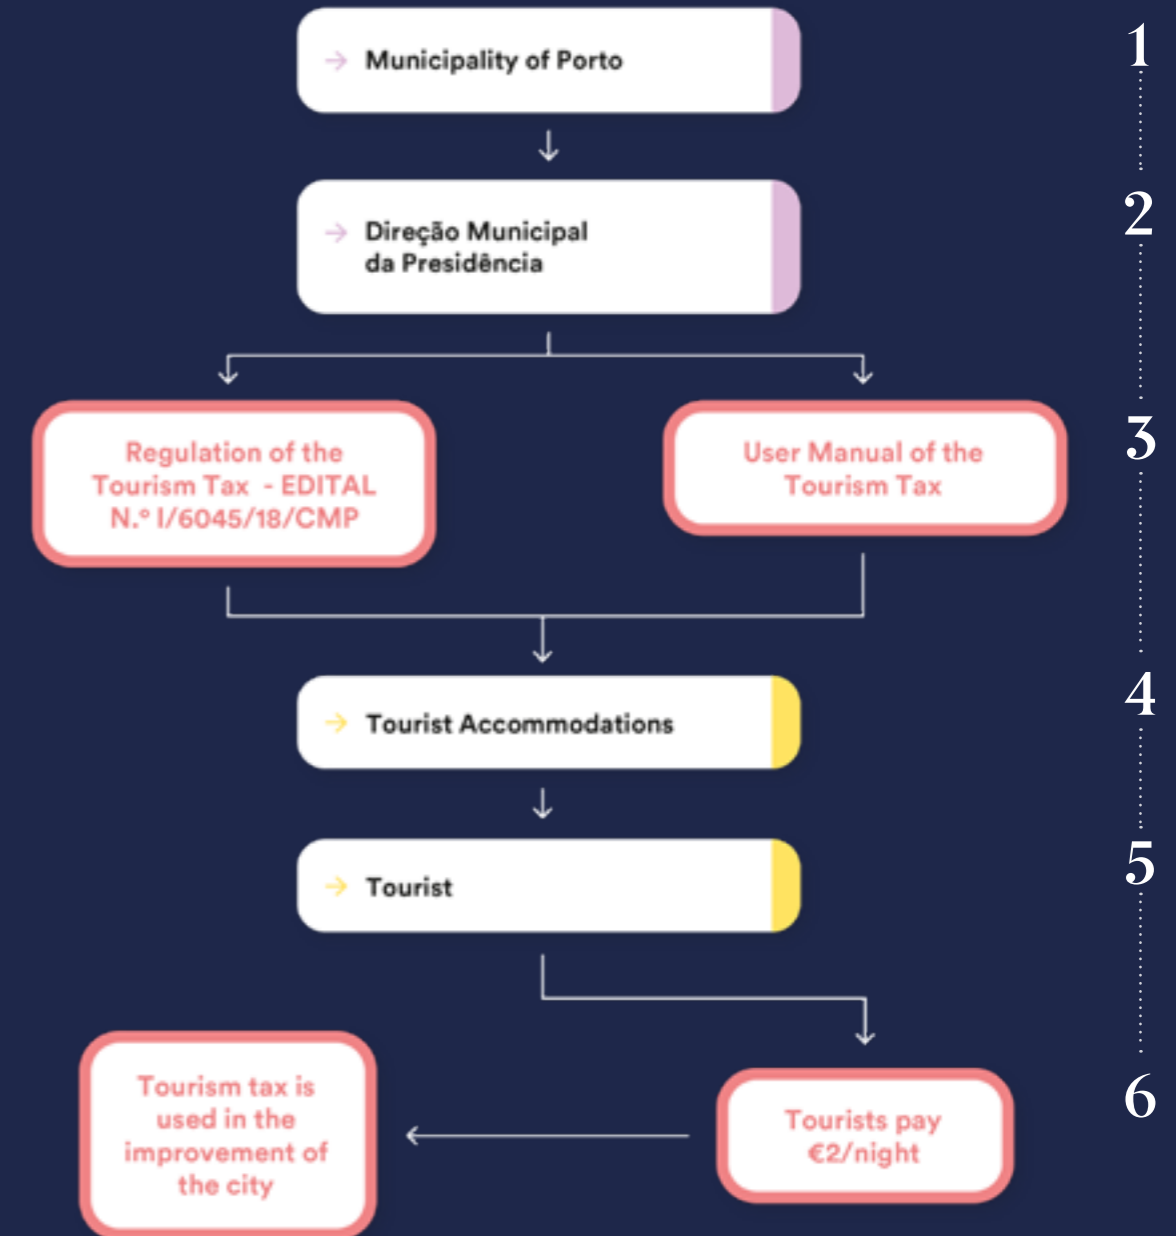 Municipality of Porto
1
Direção Municipal
da Presidência
2
Regulation of the
Tourism Tax - EDITAL
N.º I/6045/18/CMP
User Manual of the
Tourism Tax
3
Tourist Accommodations
4
Tourist
5
Tourists pay
€2/night
6
Tourism tax is
used in the
improvement of
the city